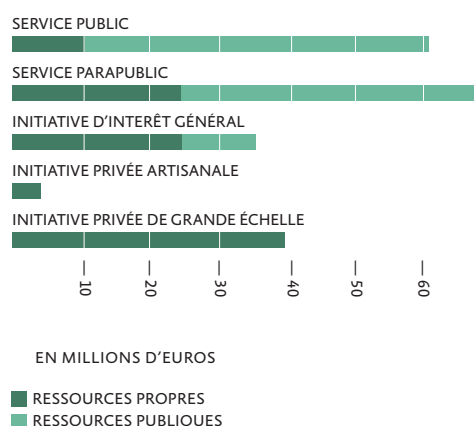 SERVICE PUBLIC
SERVICE PARAPUBLIC
INITIATIVE D'INTERÊT GÉNÉRAL
INITIATIVE PRIVÉE ARTISANALE
INITIATIVE PRIVÉE DE GRANDE ÉCHELLE
10 20 30 40 50 60
EN MILLIONS D'EUROS
RESSOURCES PROPRES
RESSOURCES PUBLIQUES